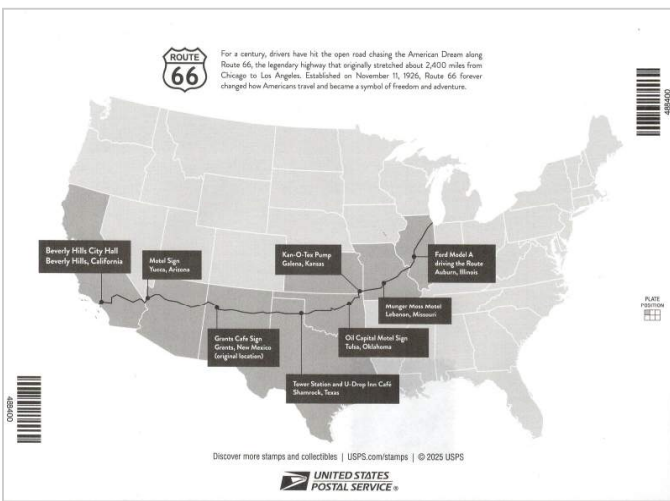 ROUTE
66
For a century, drivers have hit the open road chasing the American Dream along
Route 66, the legendary highway that originally stretched about 2,400 miles from
Chicago to Los Angeles. Established on November 11, 1926, Route 66 forever
changed how Americans travel and became a symbol of freedom and adventure.
488400
Beverly Hills City Hall
Beverly Hills, California
Motel Sign
Yucca, Arizona
Kan-O-Tex Pump
Galena, Kansas
Ford Model A
driving the Route
Auburn, Illinois
Munger Moss Motel
Lebanon, Missouri
PLATE
POSITION
Grants Cafe Sign
Grants, New Mexico
(original location)
Oil Capital Motel Sign
Tulsa, Oklahoma
Tower Station and U-Drop Inn Café
Shamrock, Texas
488400
Discover more stamps and collectibles | USPS.com/stamps | © 2025 USPS
UNITED STATES
POSTAL SERVICE ®